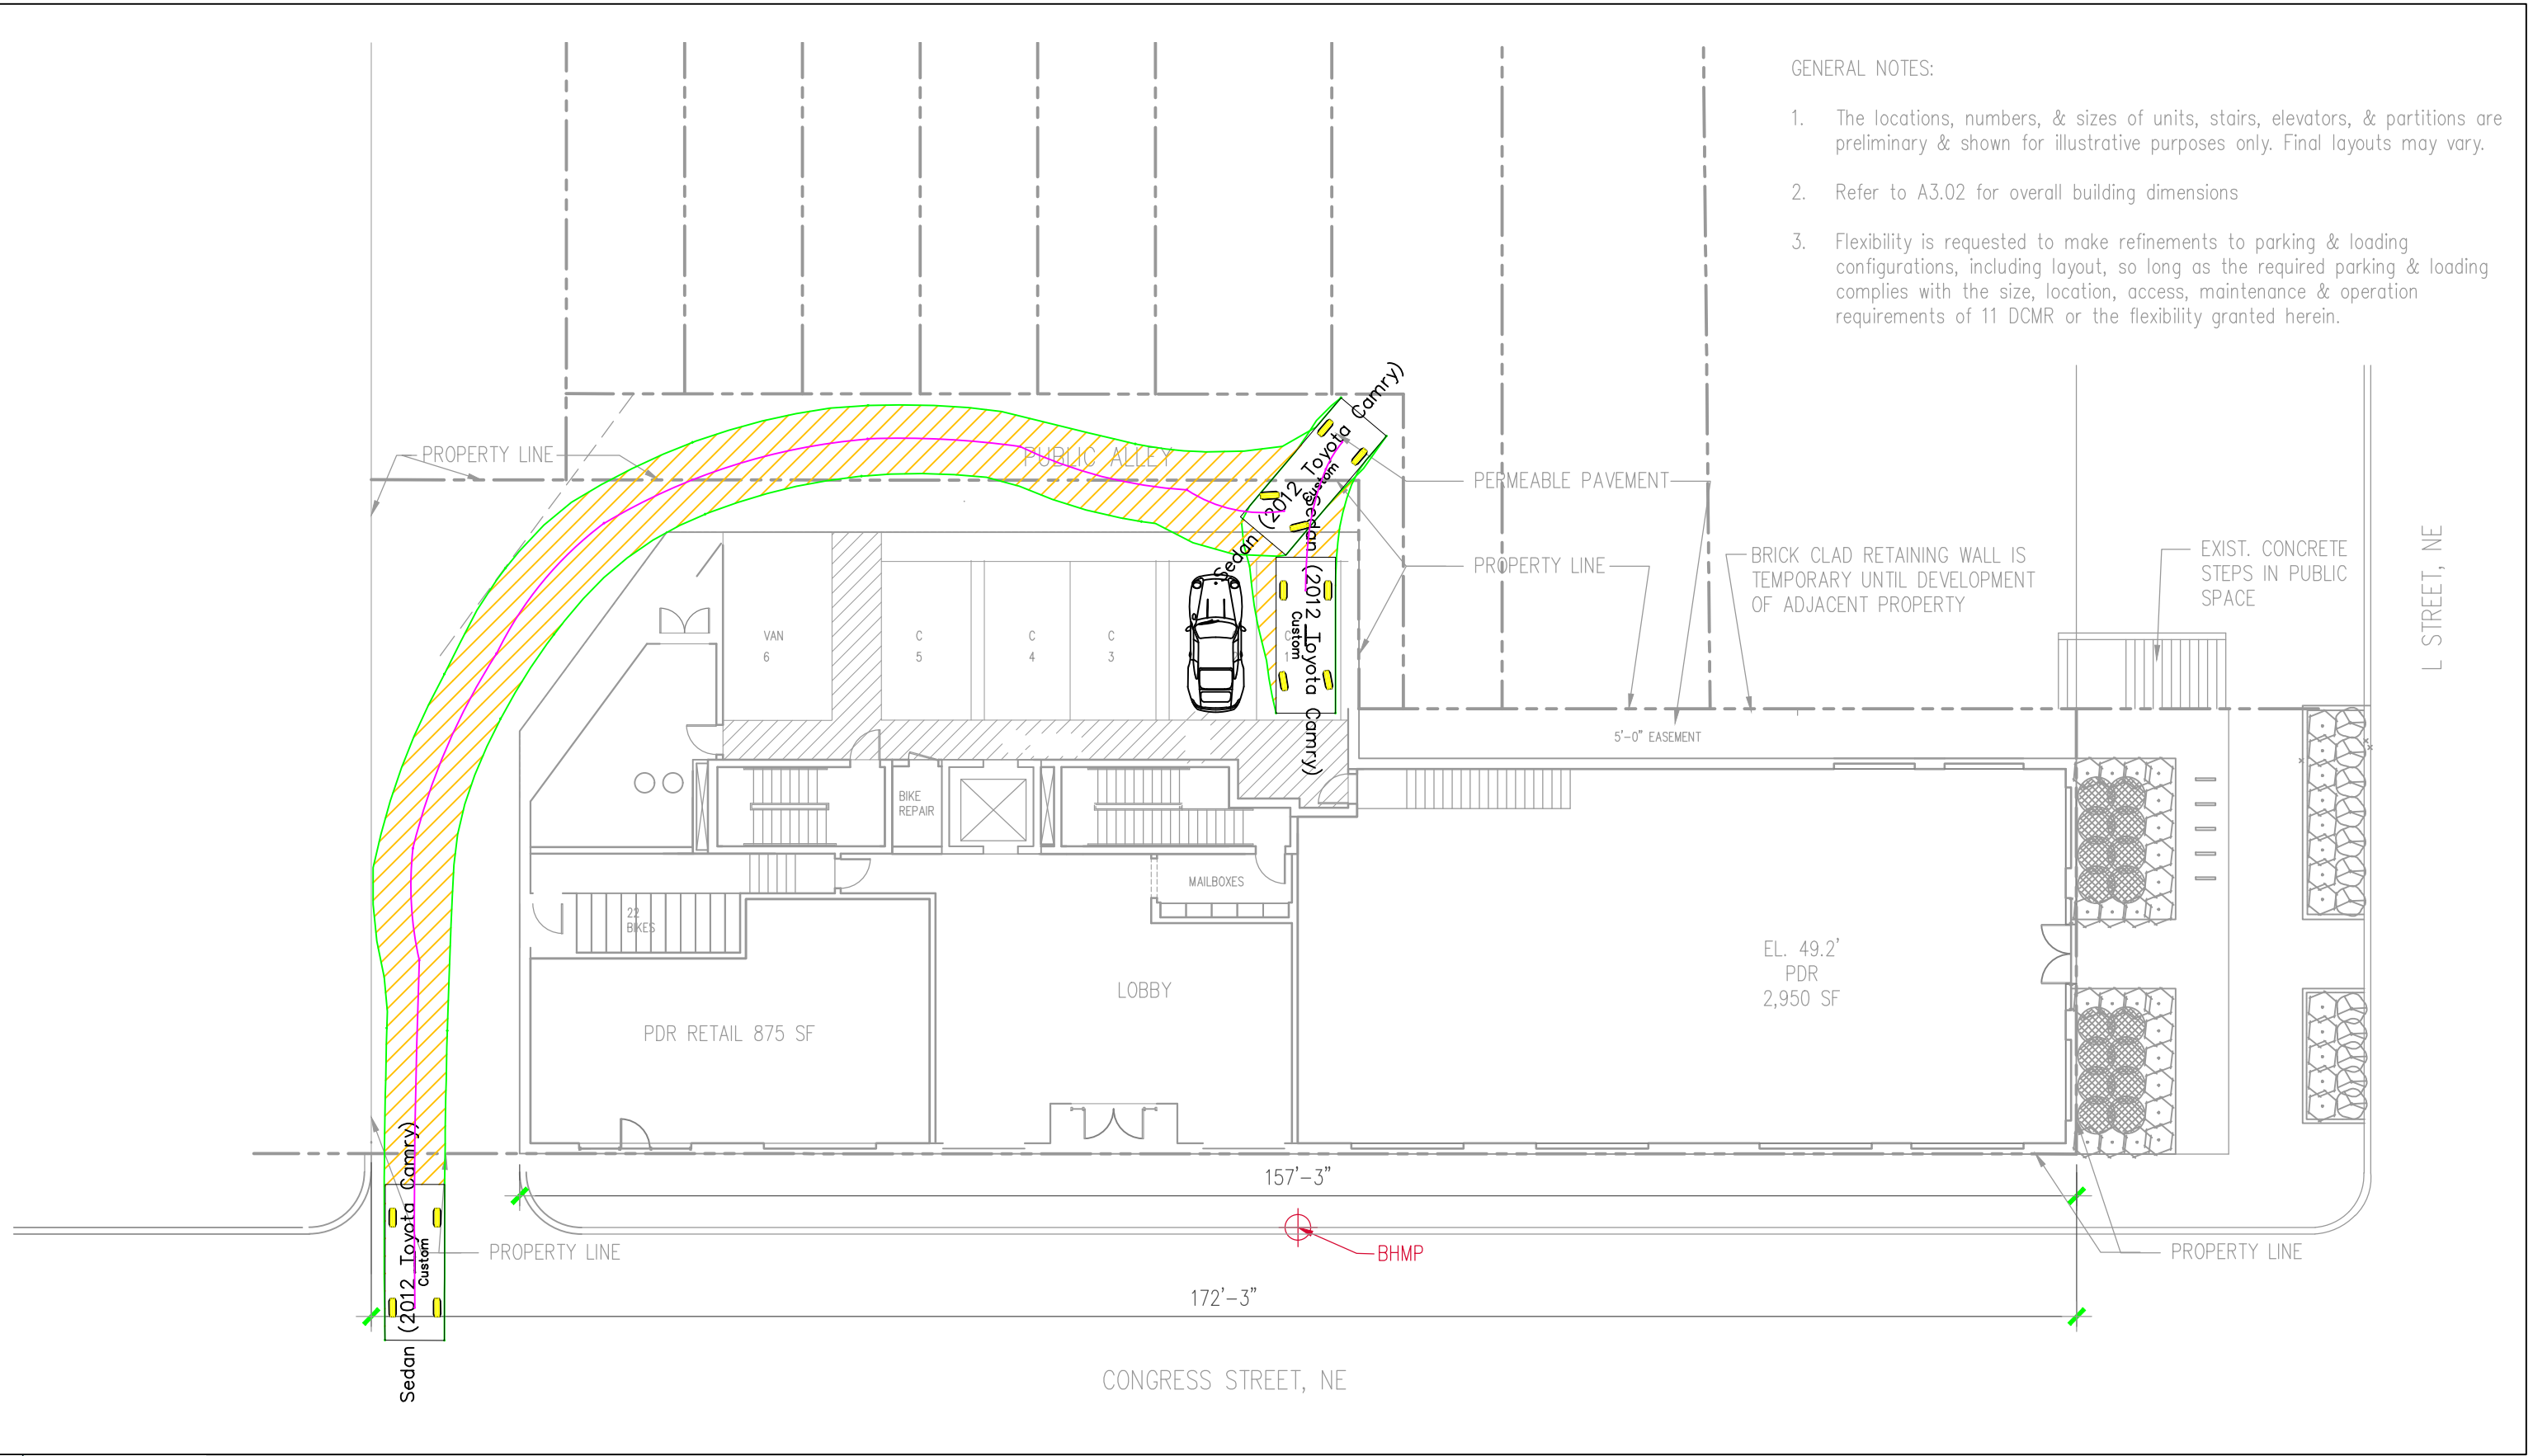 GENERAL NOTES:
1. The locations, numbers, & sizes of units, stairs, elevators, & partitions are
preliminary & shown for illustrative purposes only. Final layouts may vary.
2. Refer to A3.02 for overall building dimensions
3. Flexibility is requested to make refinements to parking & loading
configurations, including layout, so long as the required parking & loading
complies with the size, location, access, maintenance & operation
requirements of 11 DCMR or the flexibility granted herein.
PROPERTY LINE
PUBLIC ALLEY
Sedan (2012 Toyota Camry)
Custom
PERMEABLE PAVEMENT
PROPERTY LINE
BRICK CLAD RETAINING WALL IS
TEMPORARY UNTIL DEVELOPMENT
OF ADJACENT PROPERTY
EXIST. CONCRETE
STEPS IN PUBLIC
SPACE
L STREET, NE
VAN
6
C
5
C
4
C
3
2
C
1
Sedan (2012 Toyota Camry)
Custom
5'-0" EASEMENT
BIKE
REPAIR
MAILBOXES
22
BIKES
LOBBY
PDR RETAIL 875 SF
EL. 49.2'
PDR
2,950 SF
157'-3"
BHMP
PROPERTY LINE
PROPERTY LINE
Sedan (2012 Toyota Camry)
Custom
172'-3"
CONGRESS STREET, NE